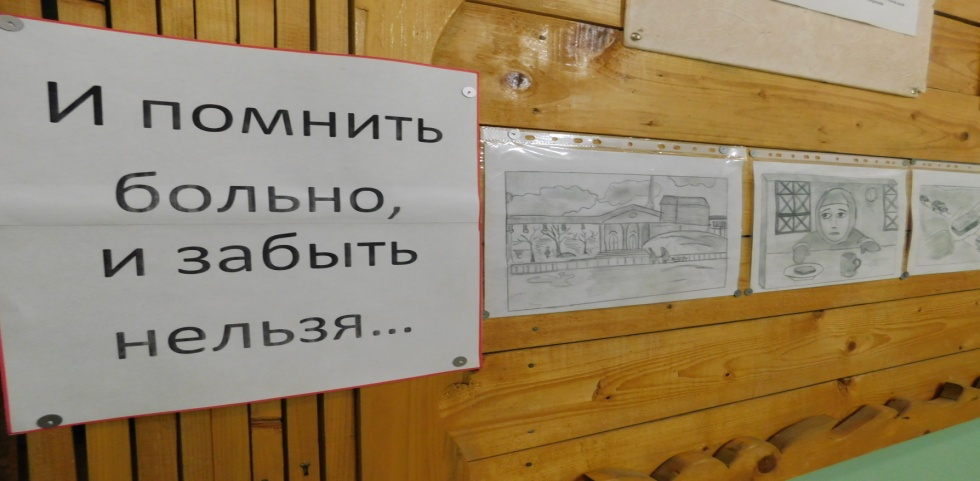 И помнить
больно,
и забыть
нельзя...